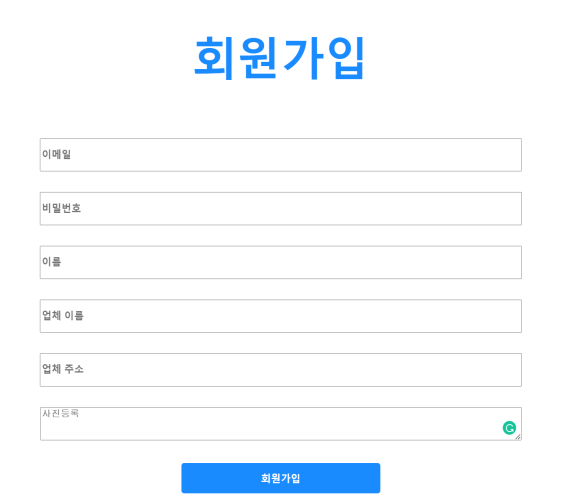 회원가입
이메일
비밀번호
이름
업체 이름
업체 주소
사진등록
회원가입